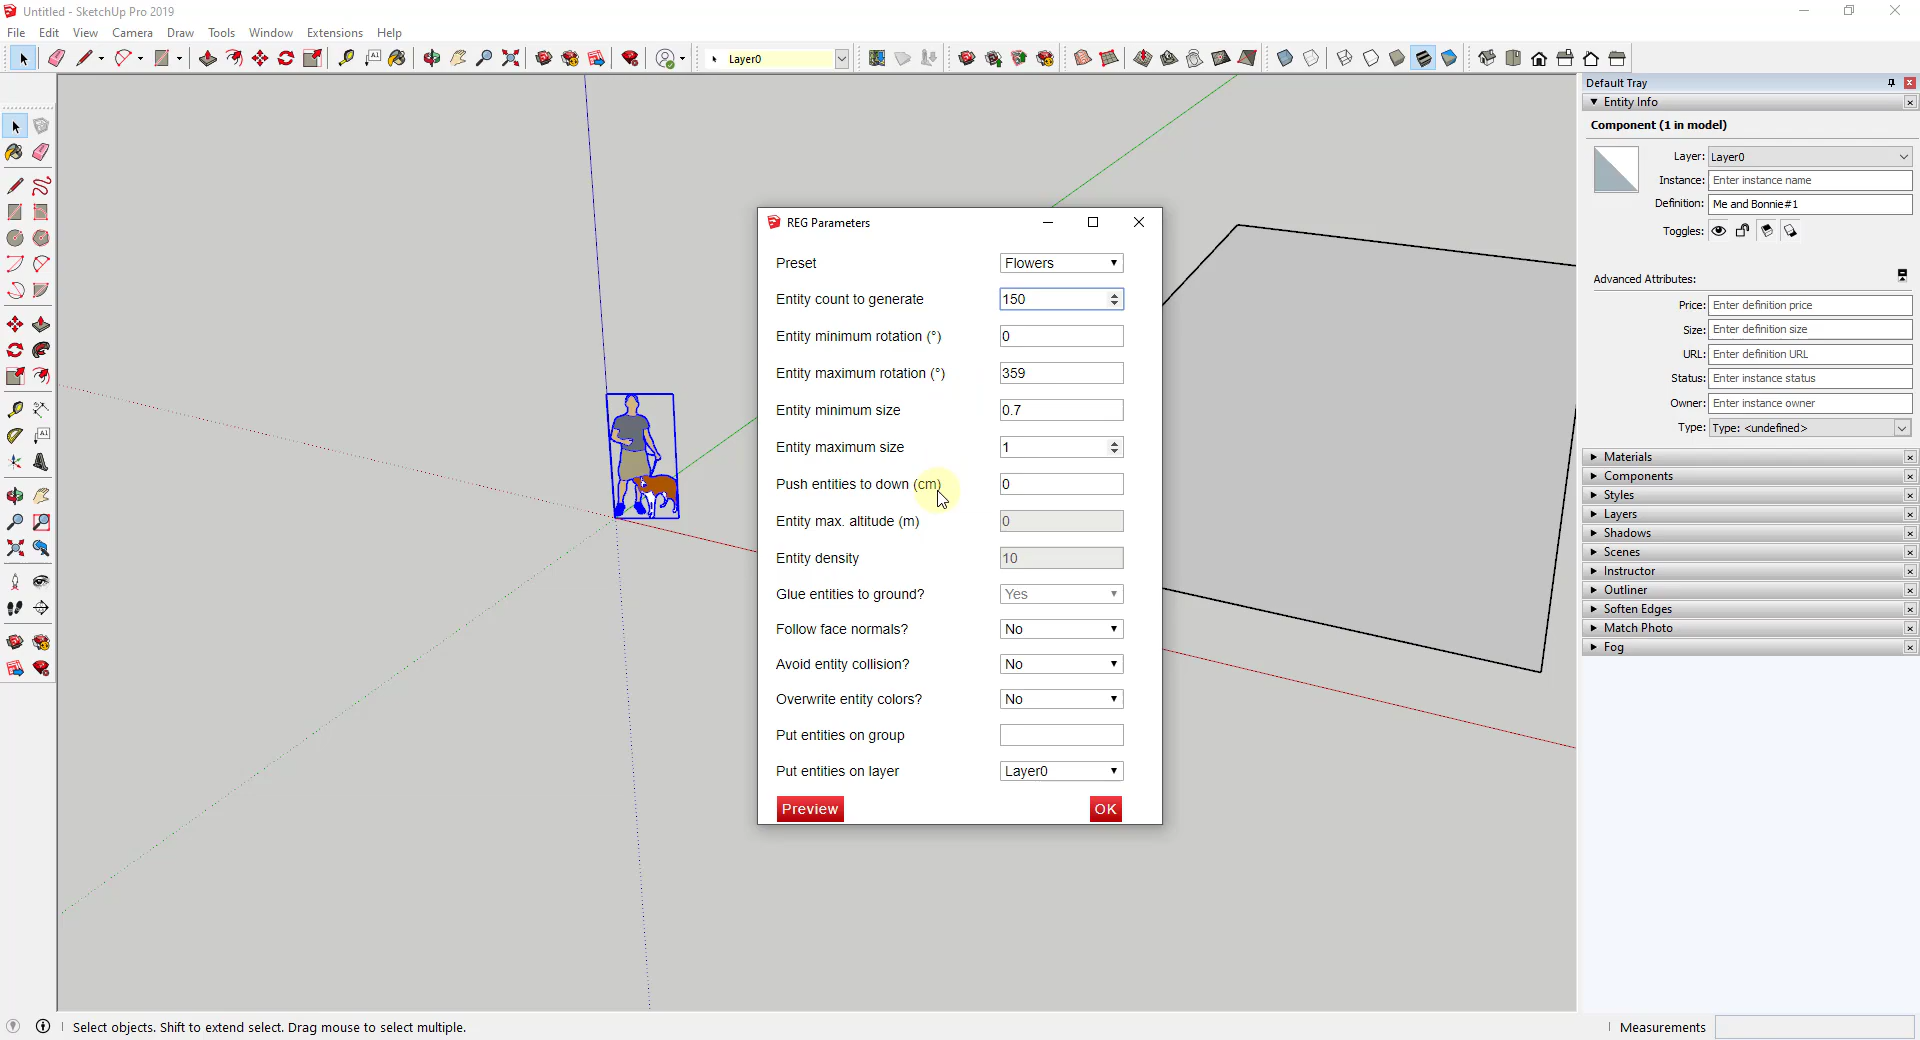 Untitled - SketchUp Pro 2019
File Edit View Camera Draw Tools Window Extensions Help
Layer0
Default Tray
Entity Info
Component (1 in model)
Layer: Layer0
Instance: Enter instance name
Definition: Me and Bonnie#1
Toggles:
Advanced Attributes:
Price: Enter definition price
Size: Enter definition size
URL: Enter definition URL
Status: Enter instance status
Owner: Enter instance owner
Type: Type: <undefined>
Materials
Components
Styles
Layers
Shadows
Scenes
Instructor
Outliner
Soften Edges
Match Photo
Fog
REG Parameters
Preset Flowers
Entity count to generate 150
Entity minimum rotation (°) 0
Entity maximum rotation (°) 359
Entity minimum size 0.7
Entity maximum size 1
Push entities to down (cm) 0
Entity max. altitude (m) 0
Entity density 10
Glue entities to ground? Yes
Follow face normals? No
Avoid entity collision? No
Overwrite entity colors? No
Put entities on group
Put entities on layer Layer0
Preview OK
Select objects. Shift to extend select. Drag mouse to select multiple.
Measurements